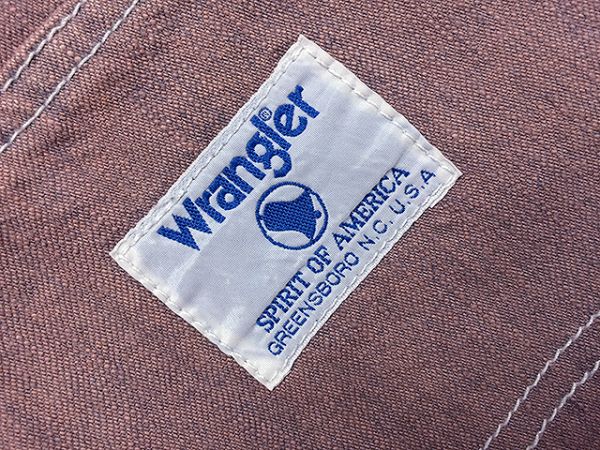 Wrangler®
SPIRIT OF AMERICA
GREENSBORO N.C. U.S.A